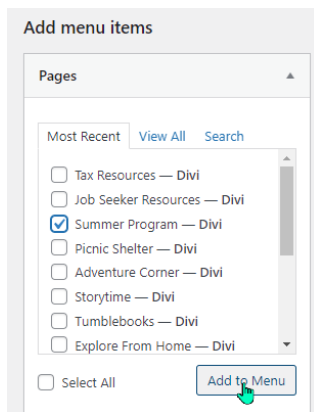 Add menu items
Pages
Most Recent View All Search
Tax Resources — Divi
Job Seeker Resources — Divi
Summer Program — Divi
Picnic Shelter — Divi
Adventure Corner — Divi
Storytime — Divi
Tumblebooks — Divi
Explore From Home — Divi
Select All Add to Menu